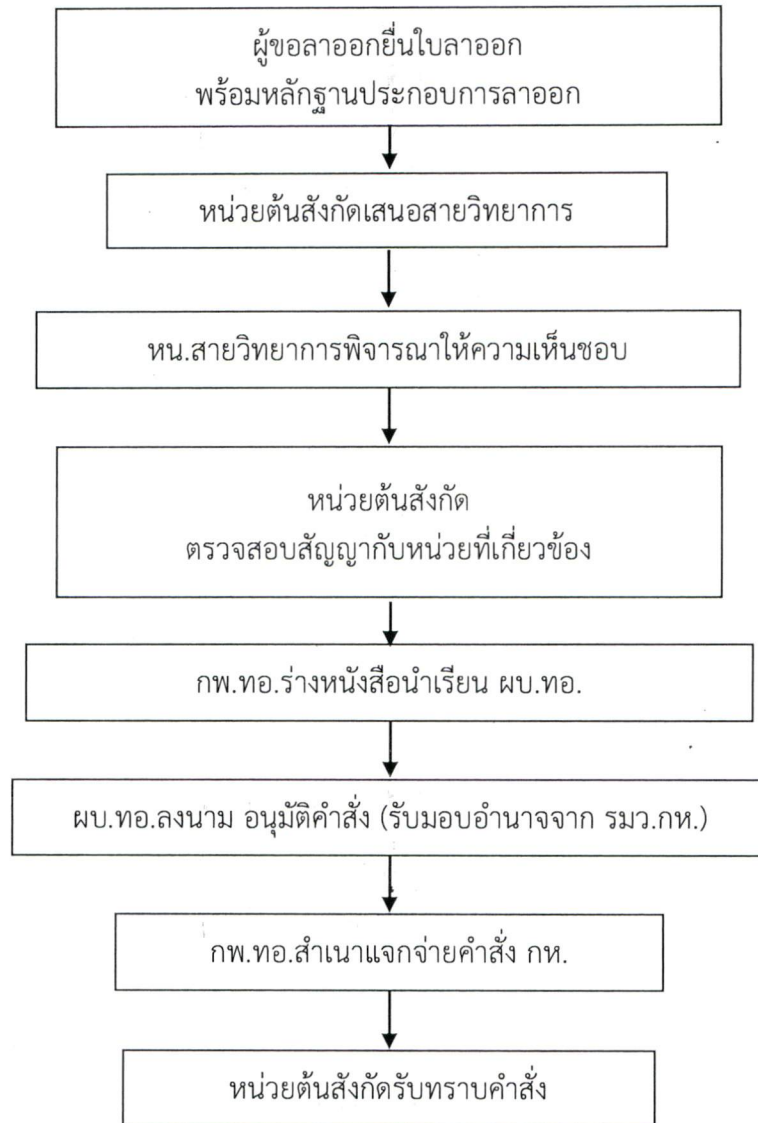 ผู้ขอลาออกยื่นใบลาออก
พร้อมหลักฐานประกอบการลาออก
หน่วยต้นสังกัดเสนอสายวิทยาการ
หน.สายวิทยาการพิจารณาให้ความเห็นชอบ
หน่วยต้นสังกัด
ตรวจสอบสัญญากับหน่วยที่เกี่ยวข้อง
กพ.ทอ.ร่างหนังสือนำเรียน ผบ.ทอ.
ผบ.ทอ.ลงนาม อนุมัติคำสั่ง (รับมอบอำนาจจาก รมว.กห.)
กพ.ทอ.สำเนาแจกจ่ายคำสั่ง กห.
หน่วยต้นสังกัดรับทราบคำสั่ง